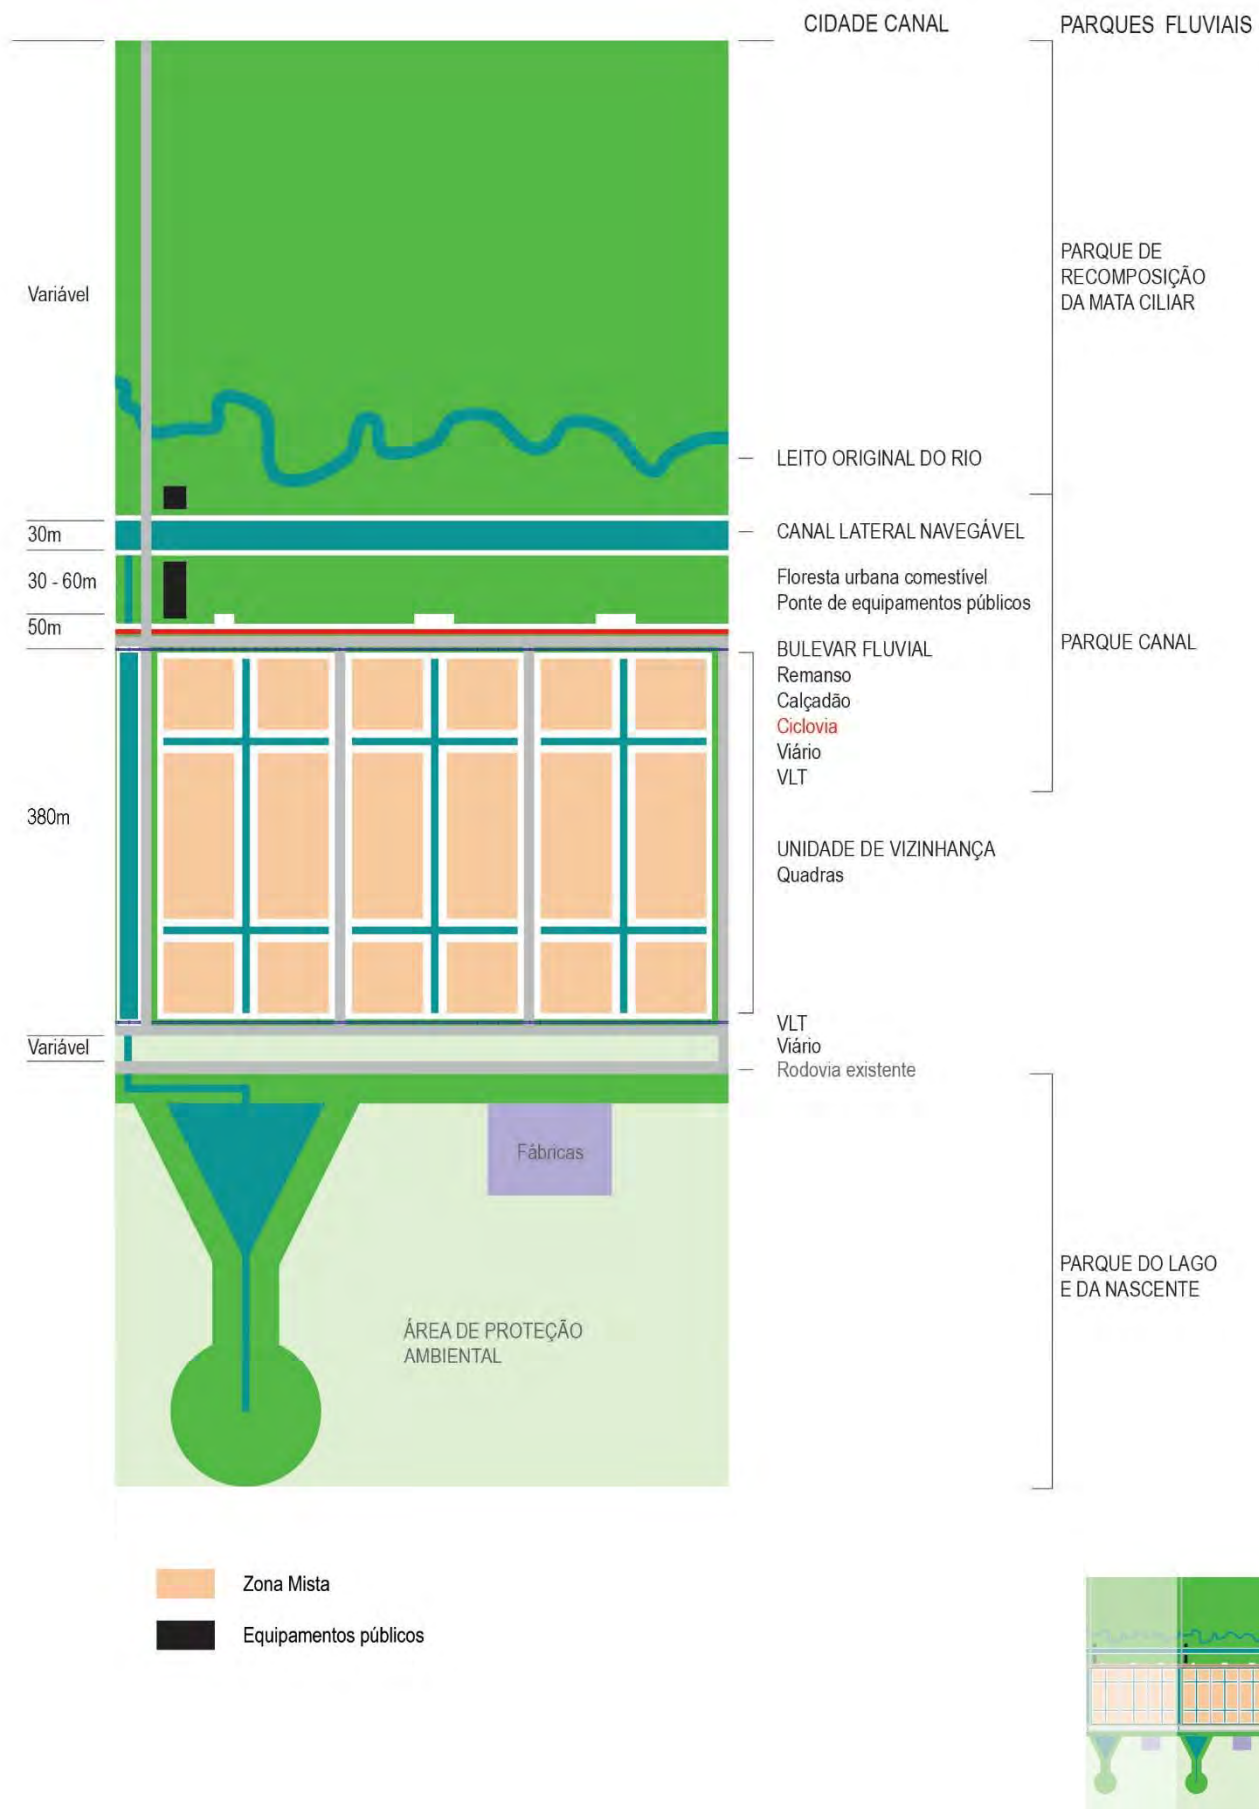 CIDADE CANAL
PARQUES FLUVIAIS
Variável
PARQUE DE
RECOMPOSIÇÃO
DA MATA CILIAR
LEITO ORIGINAL DO RIO
30m
CANAL LATERAL NAVEGÁVEL
30 - 60m
Floresta urbana comestível
Ponte de equipamentos públicos
50m
BULEVAR FLUVIAL
Remanso
Calçadão
Ciclovia
Viário
VLT
PARQUE CANAL
380m
UNIDADE DE VIZINHANÇA
Quadras
VLT
Viário
Rodovia existente
Variável
Fábricas
PARQUE DO LAGO
E DA NASCENTE
ÁREA DE PROTEÇÃO
AMBIENTAL
Zona Mista
Equipamentos públicos